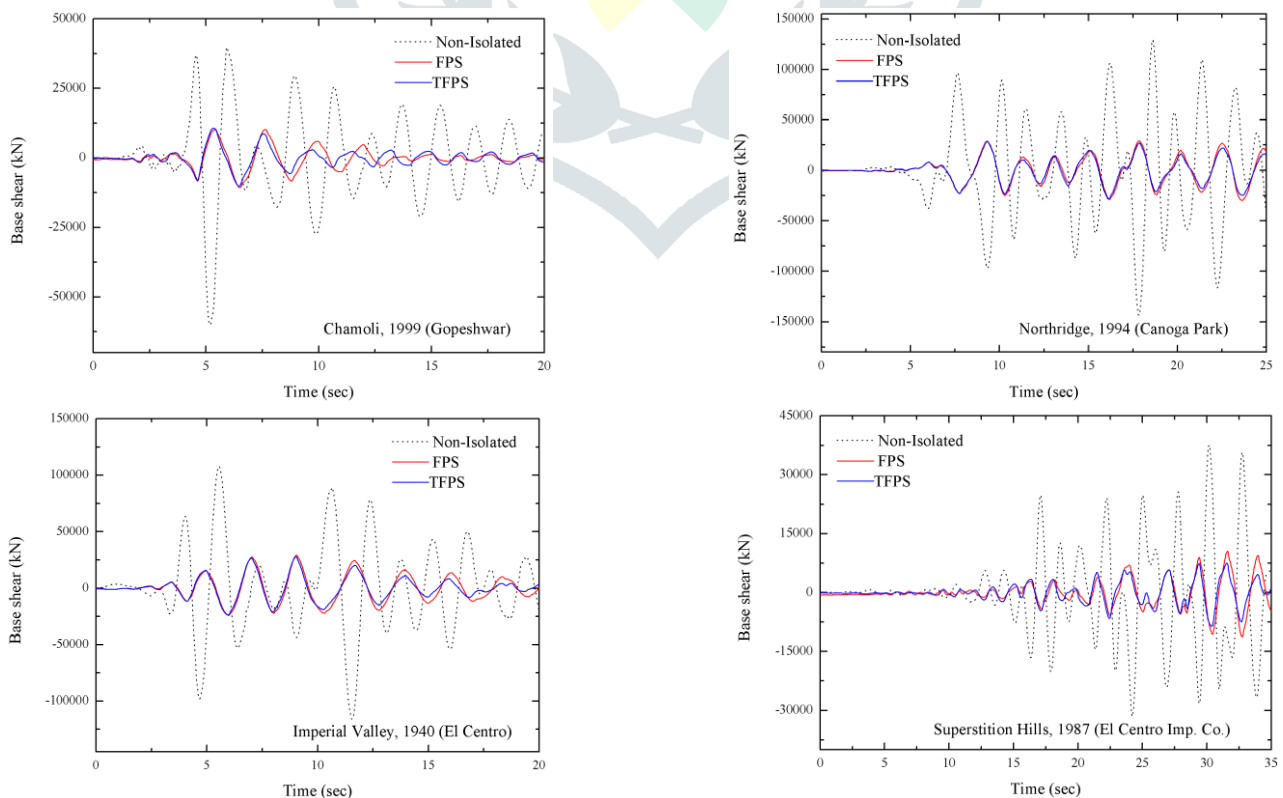 50000
25000
0
-25000
-50000
Base shear (kN)
Non-Isolated
FPS
TFPS
Chamoli, 1999 (Gopeshwar)
0 5 10 15 20
Time (sec)
150000
100000
50000
0
-50000
-100000
-150000
Base shear (kN)
Non-Isolated
FPS
TFPS
Northridge, 1994 (Canoga Park)
0 5 10 15 20 25
Time (sec)
150000
100000
50000
0
-50000
-100000
Base shear (kN)
Non-Isolated
FPS
TFPS
Imperial Valley, 1940 (El Centro)
0 5 10 15 20
Time (sec)
45000
30000
15000
0
-15000
-30000
Base shear (kN)
Non-Isolated
FPS
TFPS
Superstition Hills, 1987 (El Centro Imp. Co.)
0 5 10 15 20 25 30 35
Time (sec)